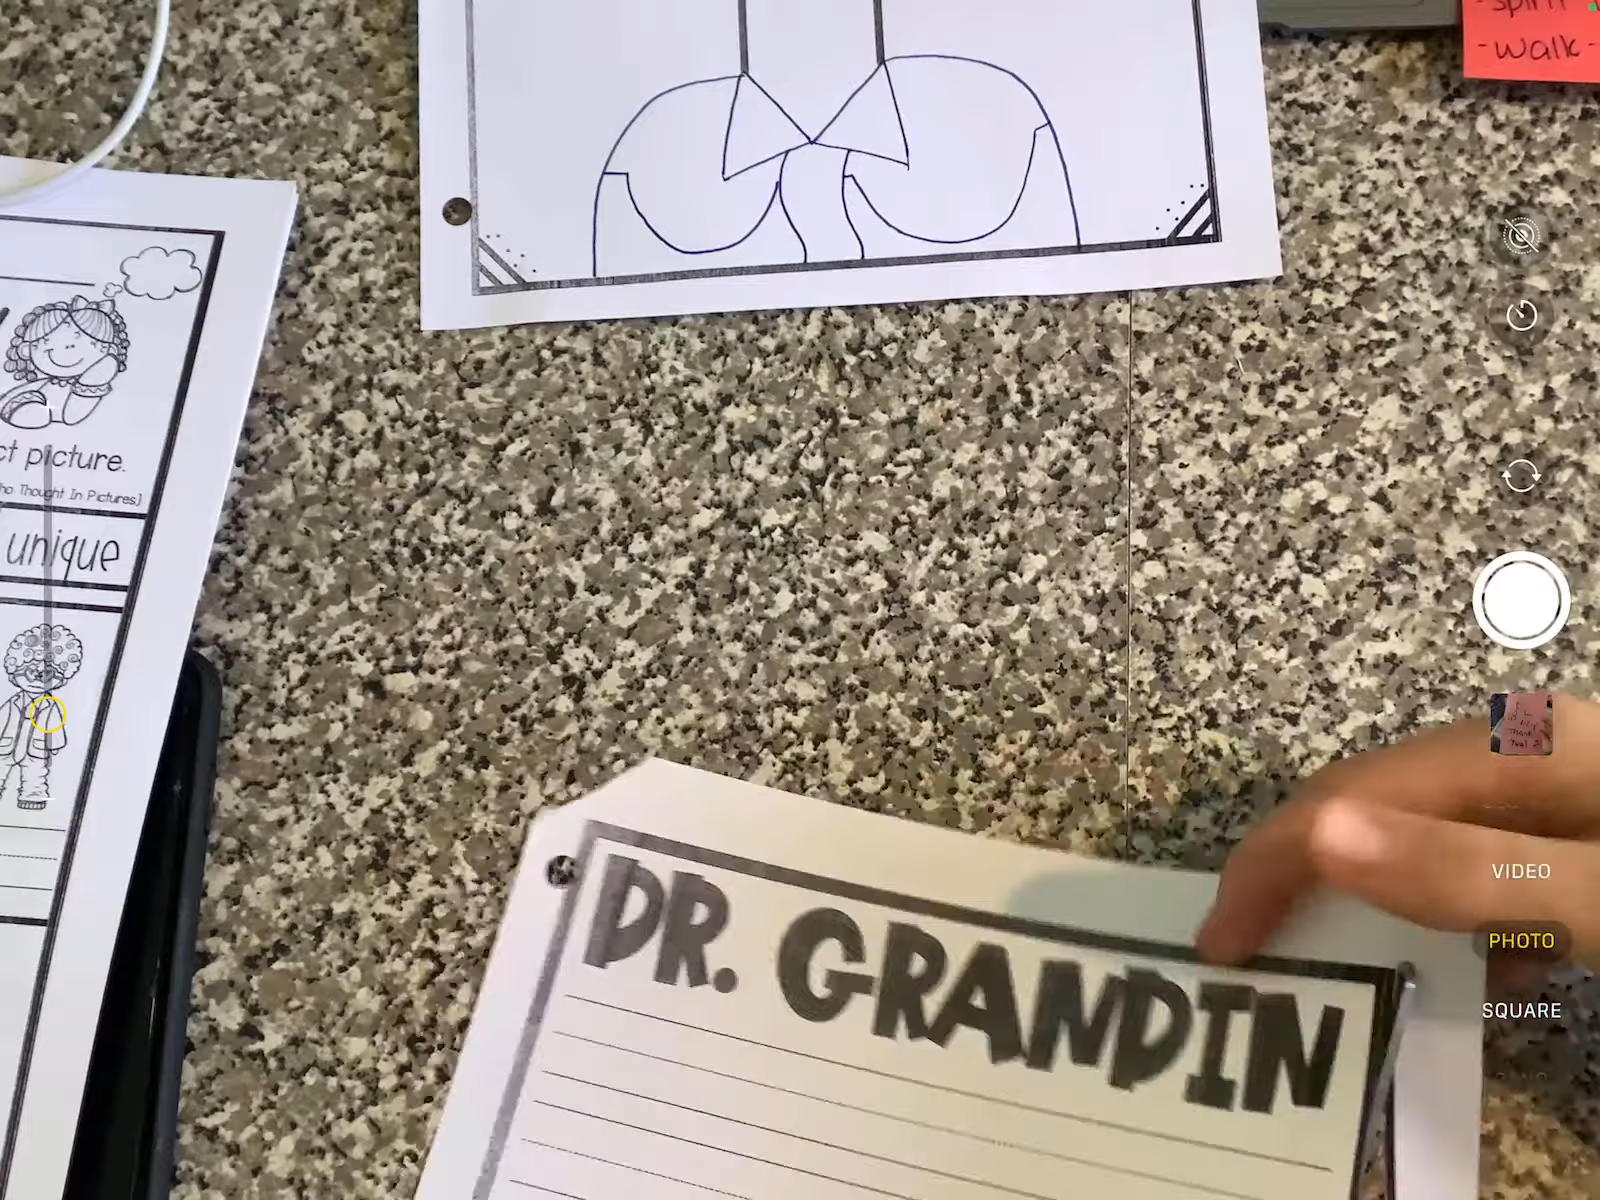 - spirit
- walk -
ct picture.
ho Thought In Pictures)
unique
DR. GRANDIN
VIDEO
PHOTO
SQUARE